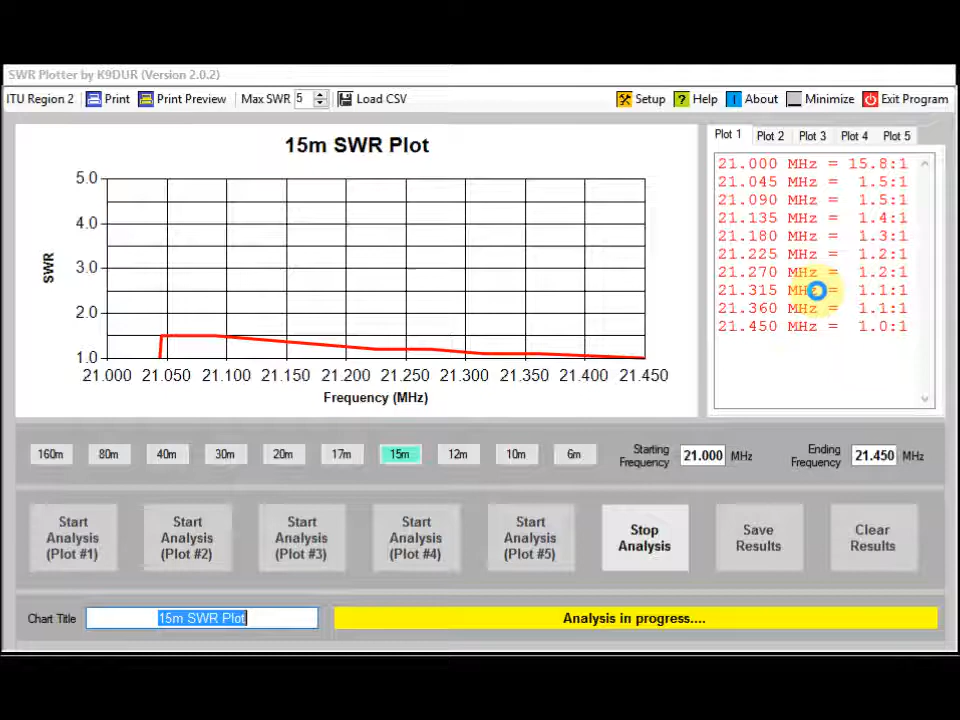 SWR Plotter by K9DUR (Version 2.0.2)
ITU Region 2 Print Print Preview Max SWR 5 Load CSV Setup ? Help i About Minimize Exit Program
15m SWR Plot
5.0
4.0
3.0
2.0
1.0
SWR
21.000 21.050 21.100 21.150 21.200 21.250 21.300 21.350 21.400 21.450
Frequency (MHz)
Plot 1 Plot 2 Plot 3 Plot 4 Plot 5
21.000 MHz = 15.8:1
21.045 MHz = 1.5:1
21.090 MHz = 1.5:1
21.135 MHz = 1.4:1
21.180 MHz = 1.3:1
21.225 MHz = 1.2:1
21.270 MHz = 1.2:1
21.315 MHz = 1.1:1
21.360 MHz = 1.1:1
21.450 MHz = 1.0:1
160m 80m 40m 30m 20m 17m 15m 12m 10m 6m
Starting
Frequency
21.000 MHz
Ending
Frequency
21.450 MHz
Start
Analysis
(Plot #1)
Start
Analysis
(Plot #2)
Start
Analysis
(Plot #3)
Start
Analysis
(Plot #4)
Start
Analysis
(Plot #5)
Stop
Analysis
Save
Results
Clear
Results
Chart Title 15m SWR Plot Analysis in progress....